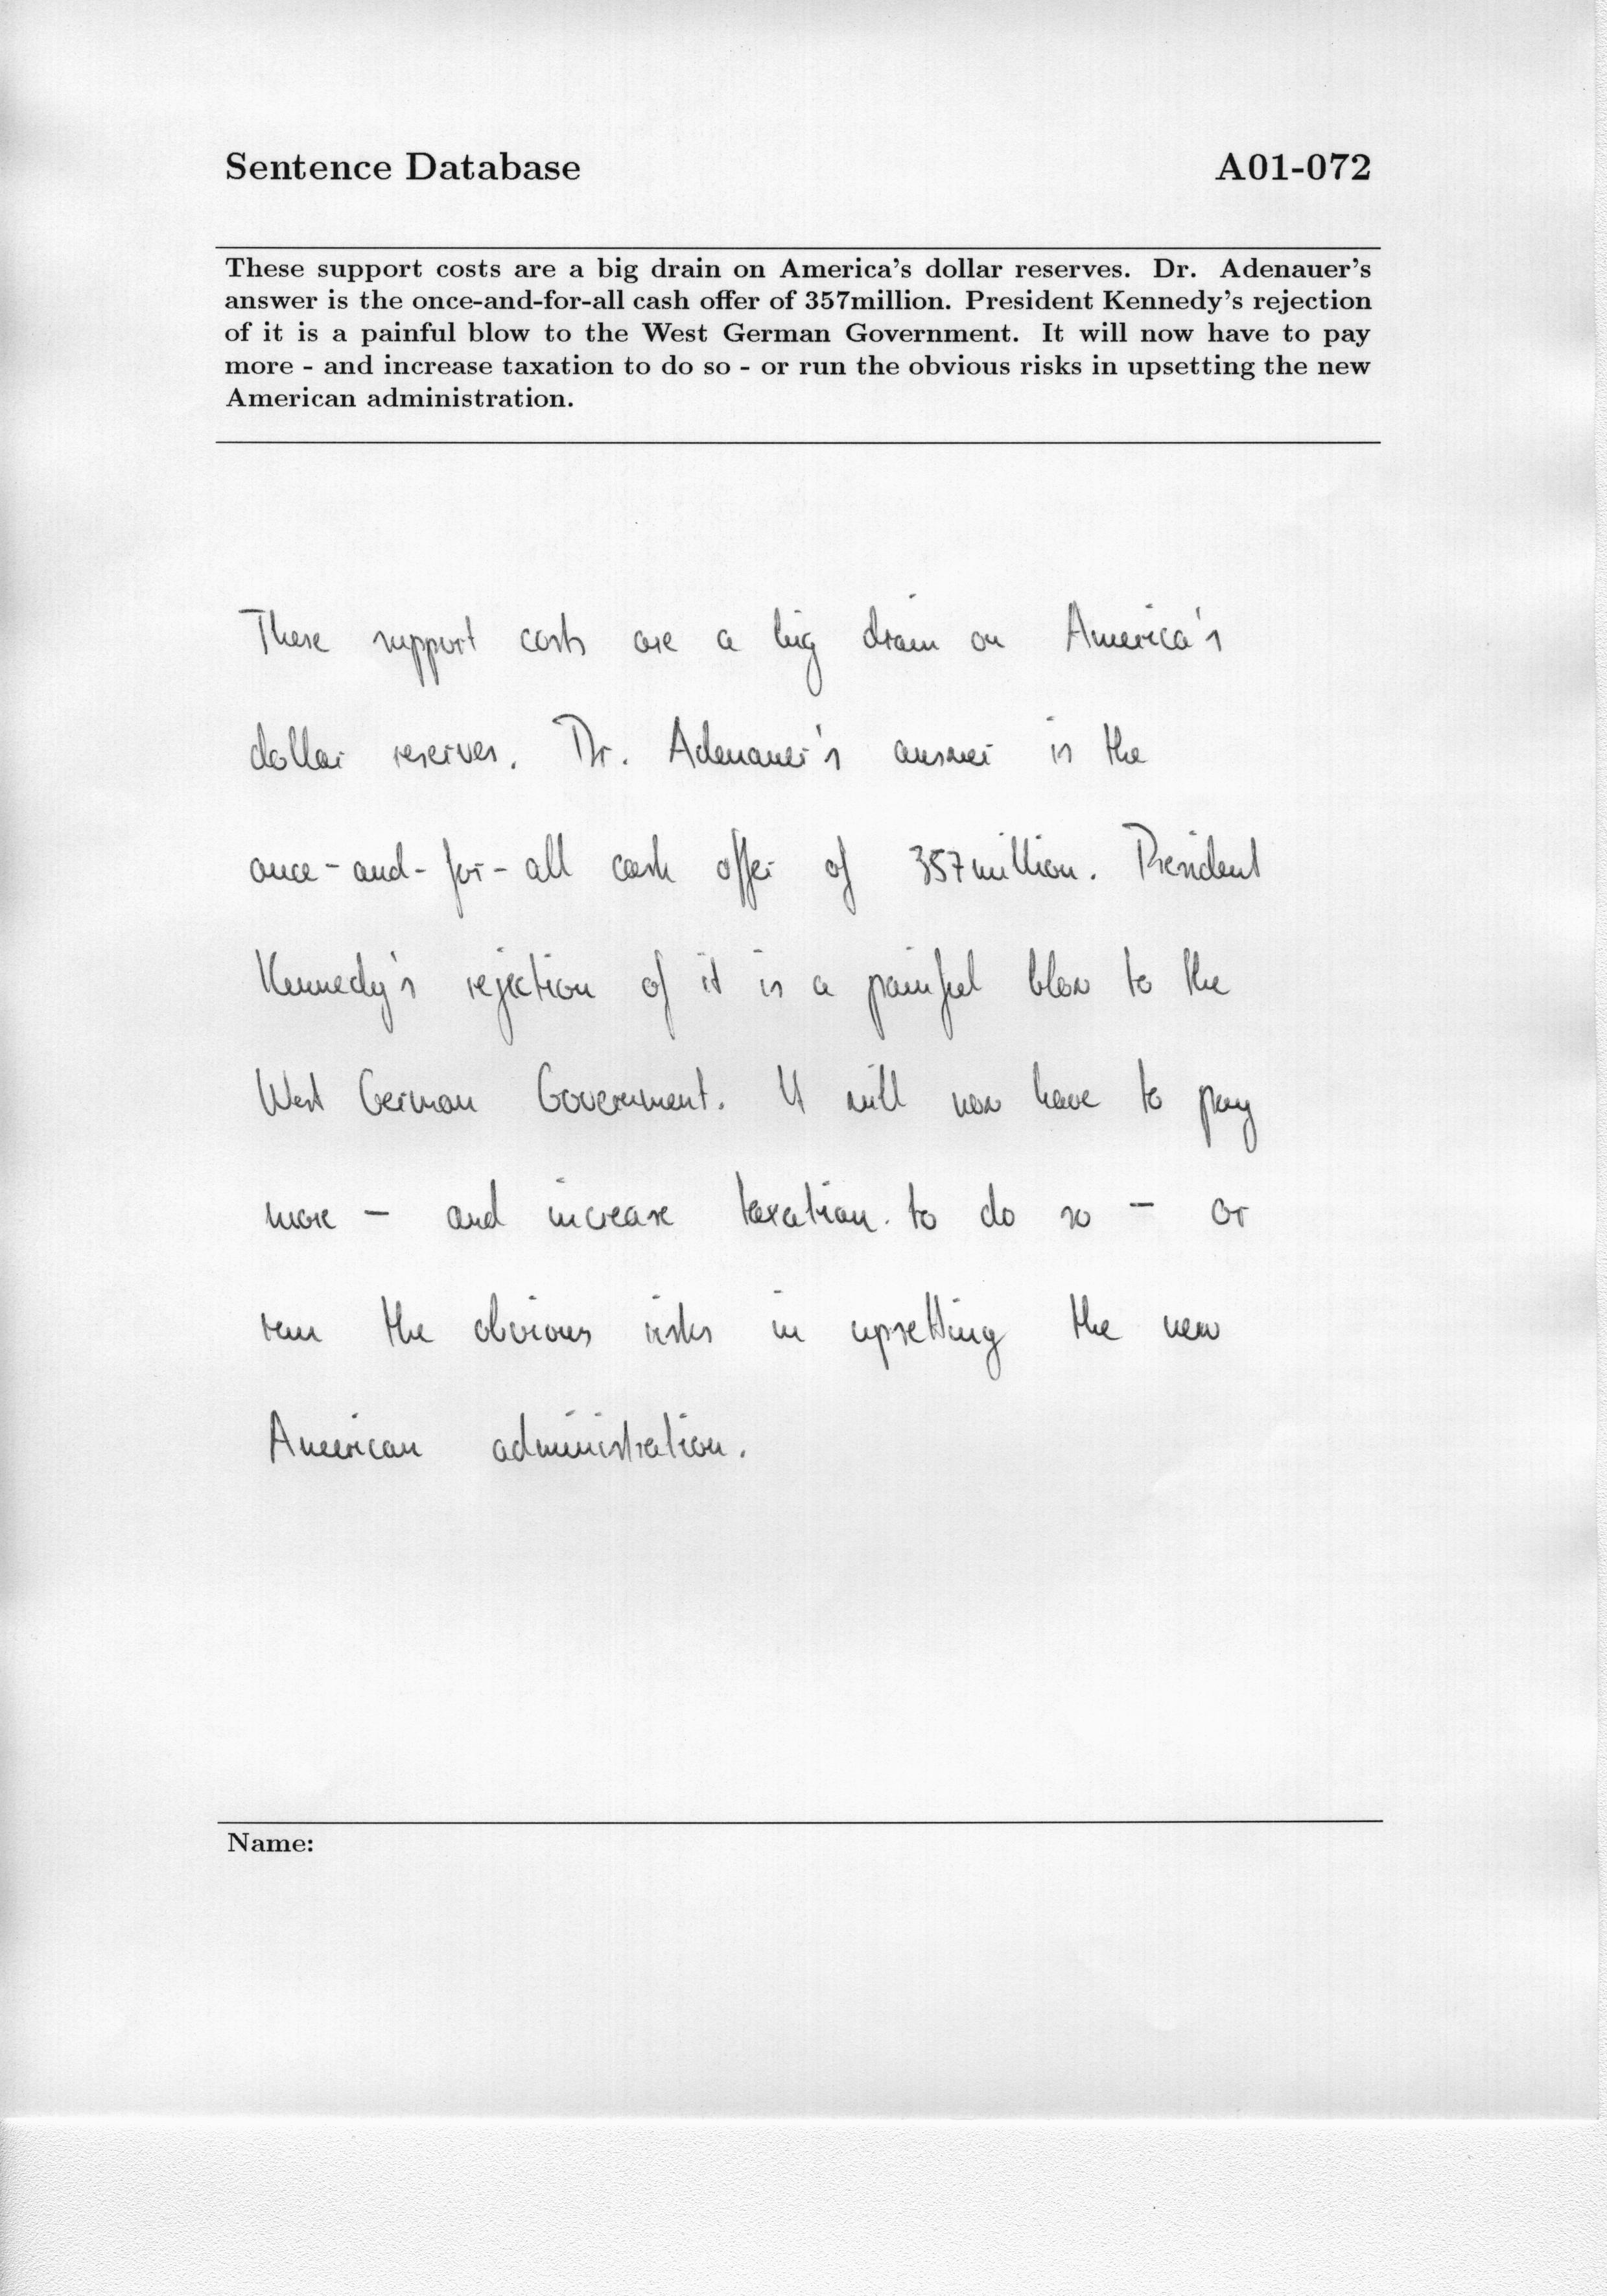 Sentence Database A01-072
These support costs are a big drain on America's dollar reserves. Dr. Adenauer's
answer is the once-and-for-all cash offer of 357million. President Kennedy's rejection
of it is a painful blow to the West German Government. It will now have to pay
more - and increase taxation to do so - or run the obvious risks in upsetting the new
American administration.
These support costs are a big drain on America's
dollar reserves. Dr. Adenauer's answer is the
once-and-for-all cash offer of 357million. President
Kennedy's rejection of it is a painful blow to the
West German Government. It will now have to pay
more - and increase taxation to do so - or
run the obvious risks in upsetting the new
American administration.
Name: